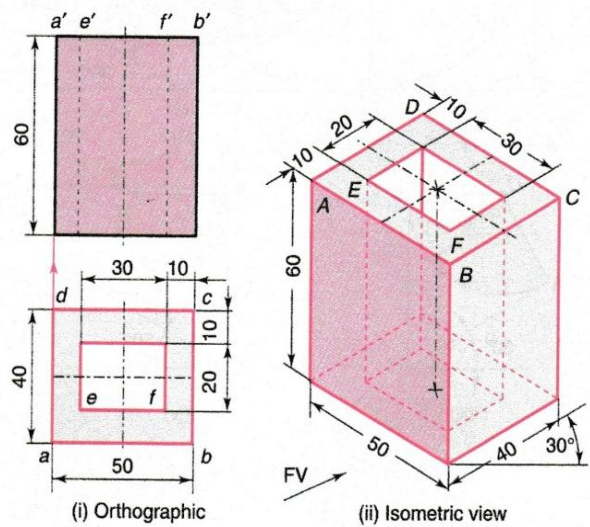 a′ e′ f′ b′
60
30 10
d c
10
40
20
e f
a b
50
(i) Orthographic
D 10
20 30
10
E C
A
F
B
60
50 40
30°
FV
(ii) Isometric view